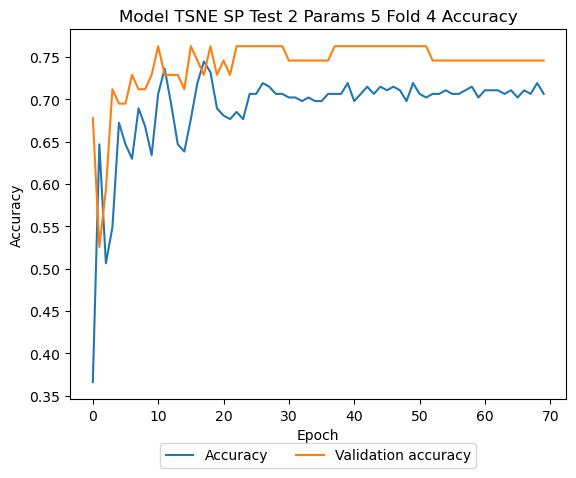 Model TSNE SP Test 2 Params 5 Fold 4 Accuracy
Accuracy
0.75
0.70
0.65
0.60
0.55
0.50
0.45
0.40
0.35
0 10 20 30 40 50 60 70
Epoch
Accuracy Validation accuracy